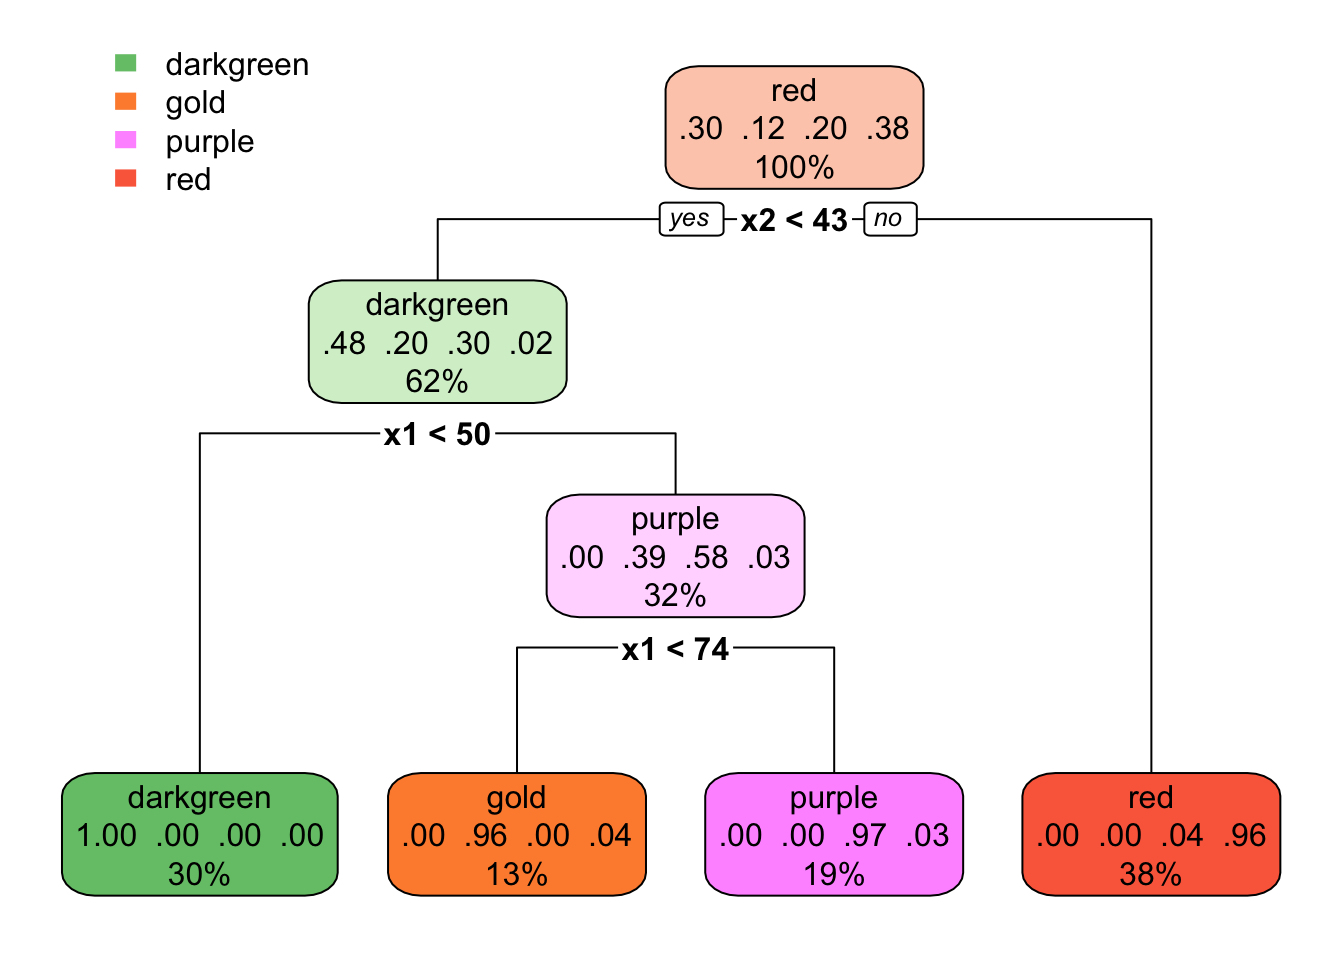 darkgreen
gold
purple
red
red
.30 .12 .20 .38
100%
yes x2 < 43 no
darkgreen
.48 .20 .30 .02
62%
x1 < 50
purple
.00 .39 .58 .03
32%
x1 < 74
darkgreen
1.00 .00 .00 .00
30%
gold
.00 .96 .00 .04
13%
purple
.00 .00 .97 .03
19%
red
.00 .00 .04 .96
38%